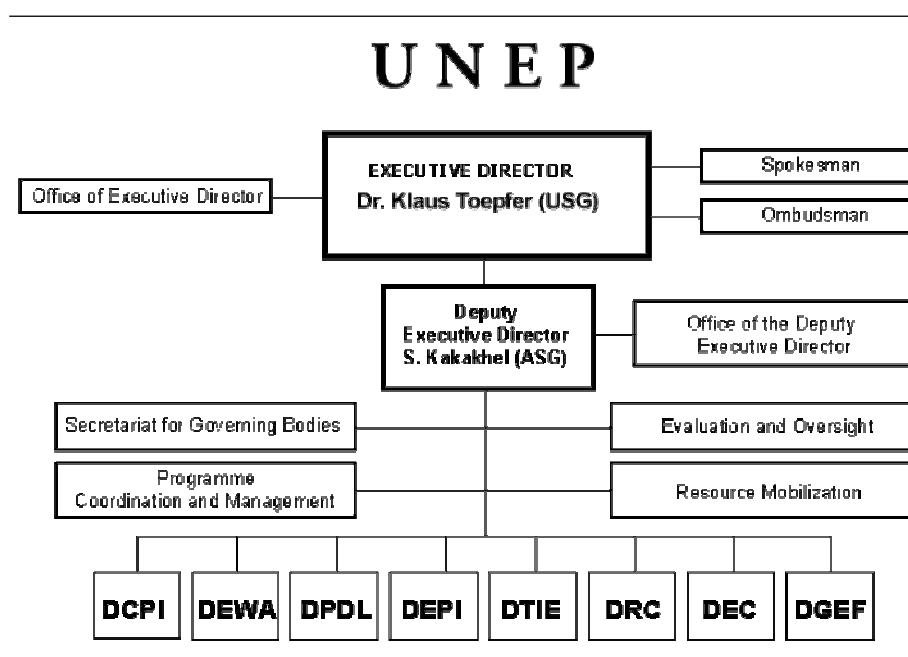 UNEP
EXECUTIVE DIRECTOR
Dr. Klaus Toepfer (USG)
Office of Executive Director
Spokesman
Ombudsman
Deputy
Executive Director
S. Kakakhel (ASG)
Office of the Deputy
Executive Director
Secretariat for Governing Bodies
Evaluation and Oversight
Programme
Coordination and Management
Resource Mobilization
DCPI
DEWA
DPDL
DEPI
DTIE
DRC
DEC
DGEF